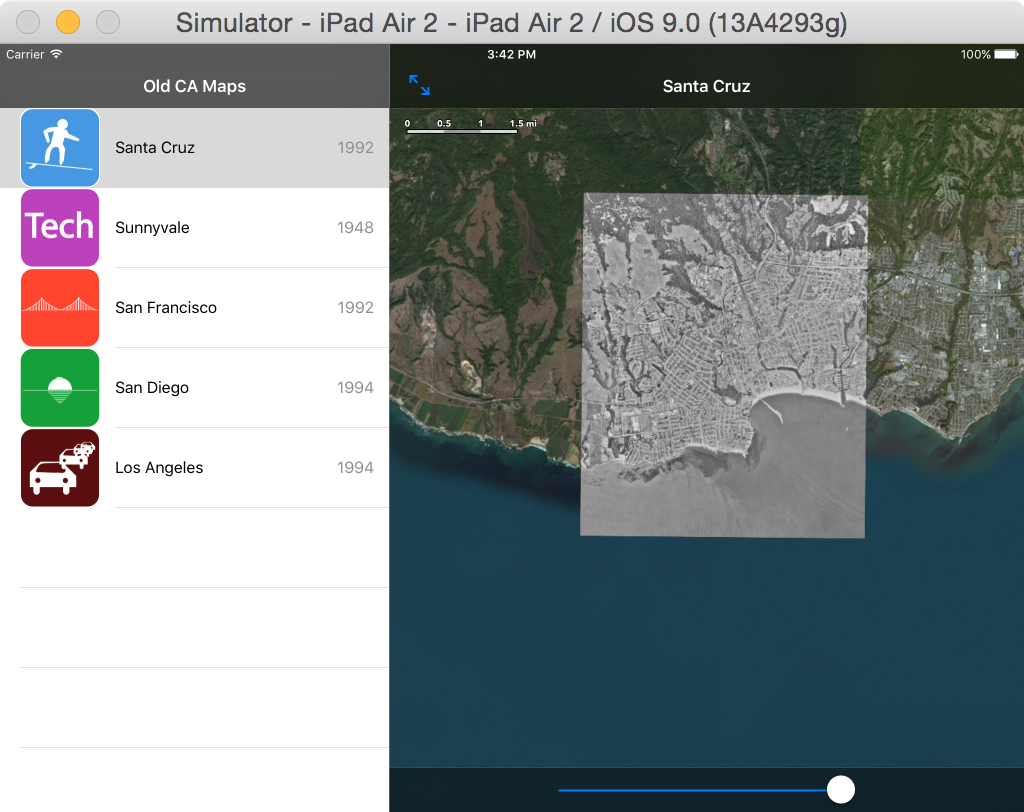 Simulator - iPad Air 2 - iPad Air 2 / iOS 9.0 (13A4293g)
Carrier 3:42 PM 100%
Old CA Maps
Santa Cruz 1992
Tech
Sunnyvale 1948
San Francisco 1992
San Diego 1994
Los Angeles 1994
Santa Cruz
0 0.5 1 1.5 mi